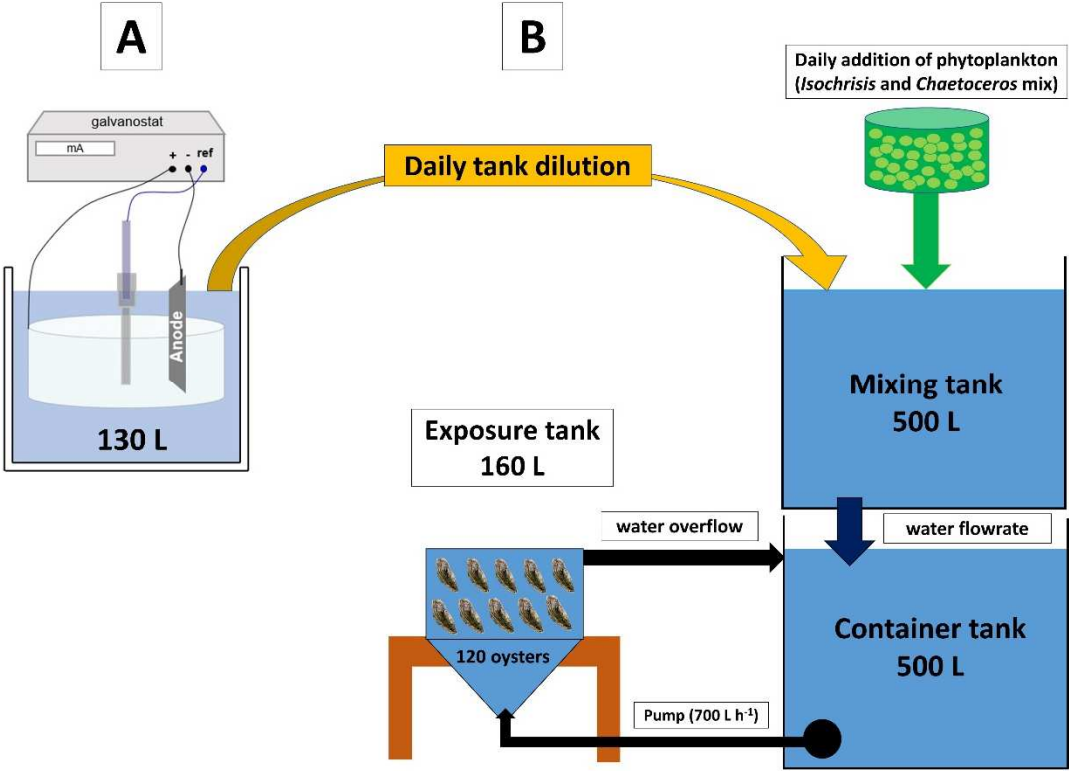 A
B
galvanostat
mA
+ - ref
Anode
130 L
Daily tank dilution
Daily addition of phytoplankton
(Isochrisis and Chaetoceros mix)
Mixing tank
500 L
Exposure tank
160 L
water overflow
water flowrate
120 oysters
Container tank
500 L
Pump (700 L h⁻¹)